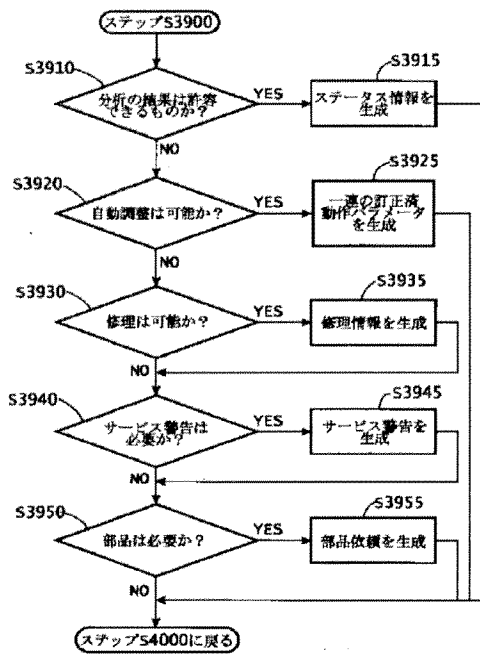 ステップS3900
S3910
分析の結果は許容
できるものか？
YES
S3915
ステータス情報を
生成
NO
S3920
自動調整は可能か？
YES
S3925
一連の訂正済
動作パラメータ
を生成
NO
S3930
修理は可能か？
YES
S3935
修理情報を生成
NO
S3940
サービス警告は
必要か？
YES
S3945
サービス警告を
生成
NO
S3950
部品は必要か？
YES
S3955
部品依頼を生成
NO
ステップS4000に戻る